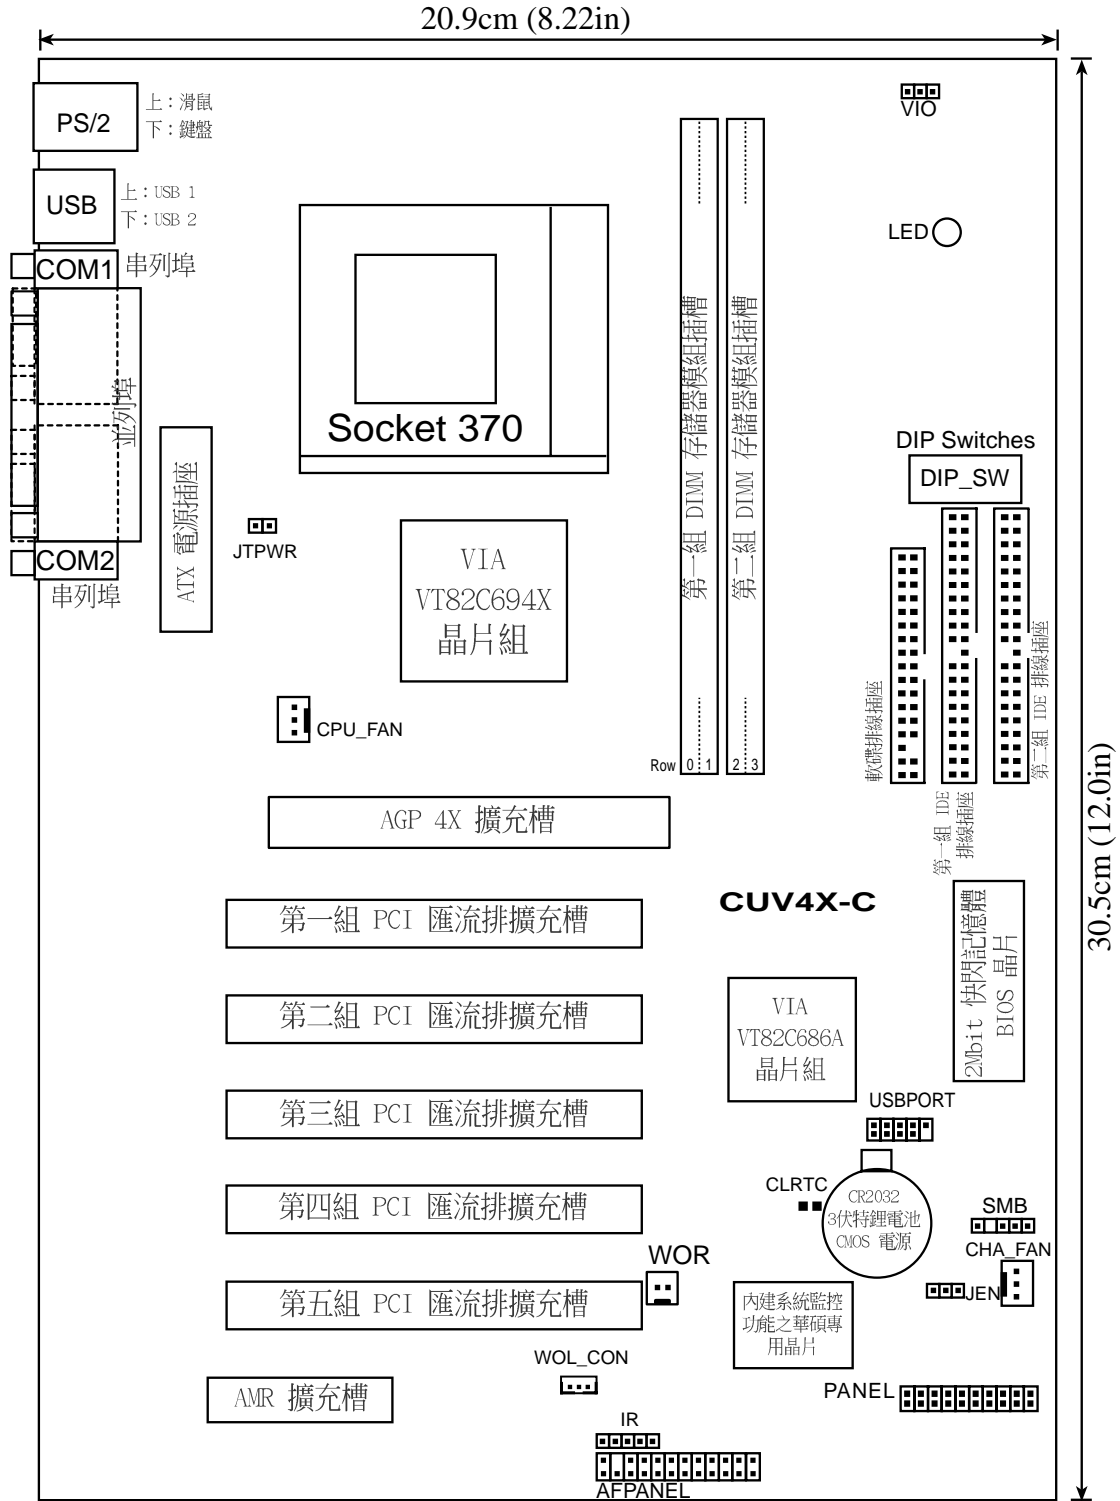 20.9cm (8.22in)
PS/2
上：滑鼠
下：鍵盤
VIO
USB
上：USB 1
下：USB 2
LED
COM1 串列埠
並列埠
Socket 370
第一組 DIMM 存儲器模組插槽
第二組 DIMM 存儲器模組插槽
DIP Switches
DIP_SW
ATX 電源插座
JTPWR
COM2
串列埠
VIA
VT82C694X
晶片組
軟碟排線插座
第一組 IDE
排線插座
第二組 IDE 排線插座
CPU_FAN
Row 0 1 2 3
30.5cm (12.0in)
AGP 4X 擴充槽
CUV4X-C
第一組 PCI 匯流排擴充槽
2Mbit 快閃記憶體
BIOS 晶片
第二組 PCI 匯流排擴充槽
VIA
VT82C686A
晶片組
第三組 PCI 匯流排擴充槽
USBPORT
CLRTC
CR2032
3伏特鋰電池
CMOS 電源
第四組 PCI 匯流排擴充槽
SMB
CHA_FAN
WOR
JEN
第五組 PCI 匯流排擴充槽
內建系統監控
功能之華碩專
用晶片
WOL_CON
AMR 擴充槽
PANEL
IR
AFPANEL